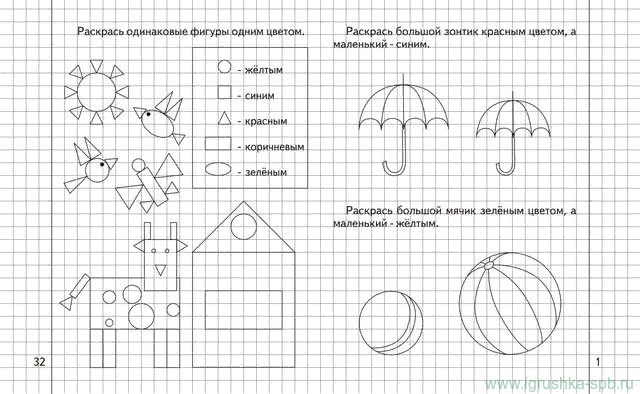 Раскрась одинаковые фигуры одним цветом.
- жёлтым
- синим
- красным
- коричневым
- зелёным
32
Раскрась большой зонтик красным цветом, а
маленький - синим.
Раскрась большой мячик зелёным цветом, а
маленький - жёлтым.
1
www.igrushka-spb.ru